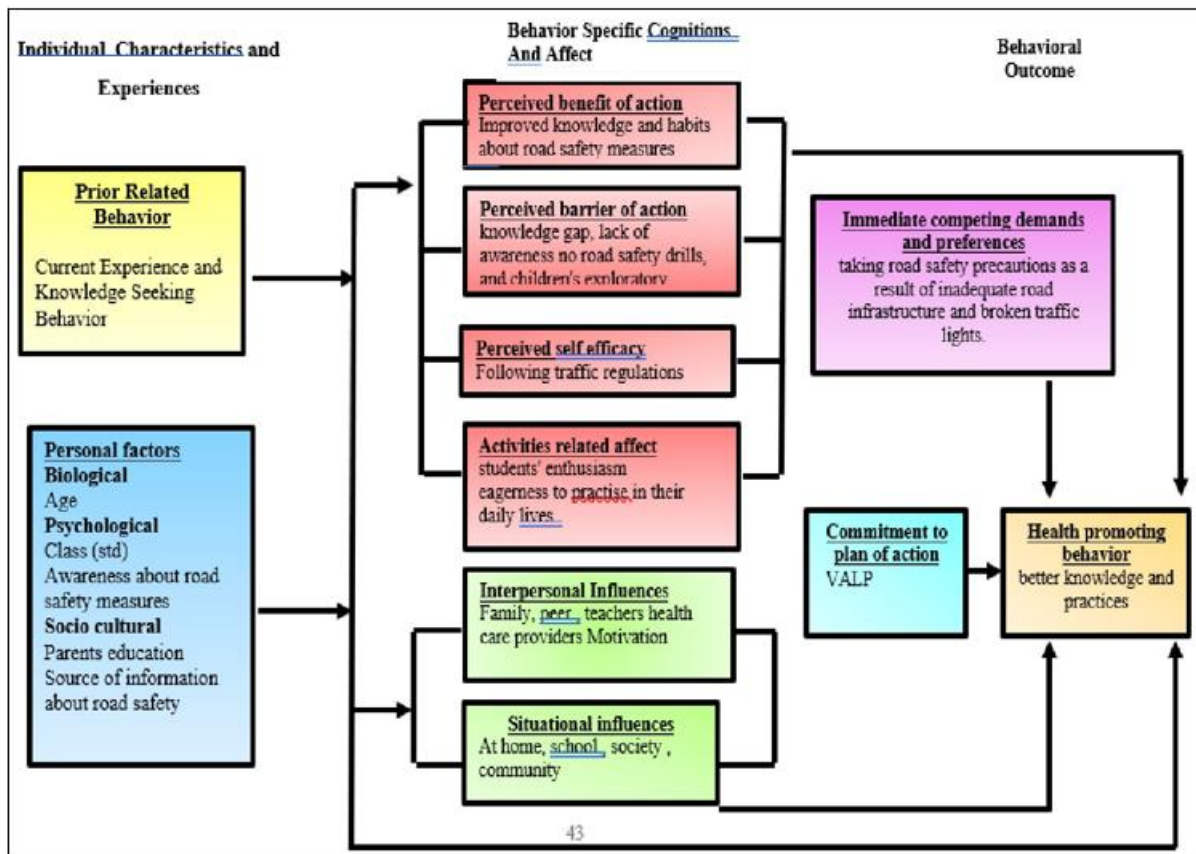 Individual Characteristics and
Experiences
Behavior Specific Cognitions
And Affect
Behavioral
Outcome
Prior Related
Behavior
Current Experience and
Knowledge Seeking
Behavior
Personal factors
Biological
Age
Psychological
Class (std)
Awareness about road
safety measures
Socio cultural
Parents education
Source of information
about road safety
Perceived benefit of action
Improved knowledge and habits
about road safety measures
Perceived barrier of action
knowledge gap, lack of
awareness no road safety drills,
and children's exploratory
Perceived self efficacy
Following traffic regulations
Activities related affect
students' enthusiasm
eagerness to practise in their
daily lives
Interpersonal Influences
Family, peer , teachers health
care providers Motivation
Situational influences
At home, school , society ,
community
Immediate competing demands
and preferences
taking road safety precautions as a
result of inadequate road
infrastructure and broken traffic
lights.
Commitment to
plan of action
VALP
Health promoting
behavior
better knowledge and
practices
43